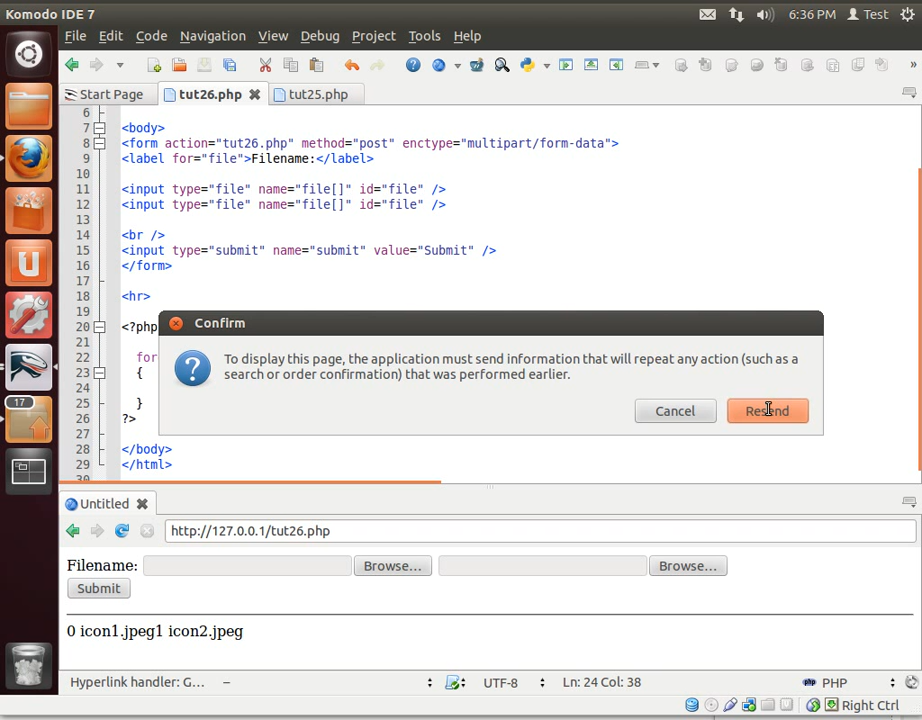 Komodo IDE 7
6:36 PM Test
File Edit Code Navigation View Debug Project Tools Help
Start Page tut26.php tut25.php
6
7 <body>
8 <form action="tut26.php" method="post" enctype="multipart/form-data">
9 <label for="file">Filename:</label>
10
11 <input type="file" name="file[]" id="file" />
12 <input type="file" name="file[]" id="file" />
13
14 <br />
15 <input type="submit" name="submit" value="Submit" />
16 </form>
17
18 <hr>
19
20 <?php
21
22 for
23 {
24
25 }
26 ?>
27
28 </body>
29 </html>
30
Confirm
To display this page, the application must send information that will repeat any action (such as a
search or order confirmation) that was performed earlier.
Cancel Resend
17
Untitled
http://127.0.0.1/tut26.php
Filename: Browse... Browse...
Submit
0 icon1.jpeg1 icon2.jpeg
Hyperlink handler: G... – UTF-8 Ln: 24 Col: 38 PHP
Right Ctrl